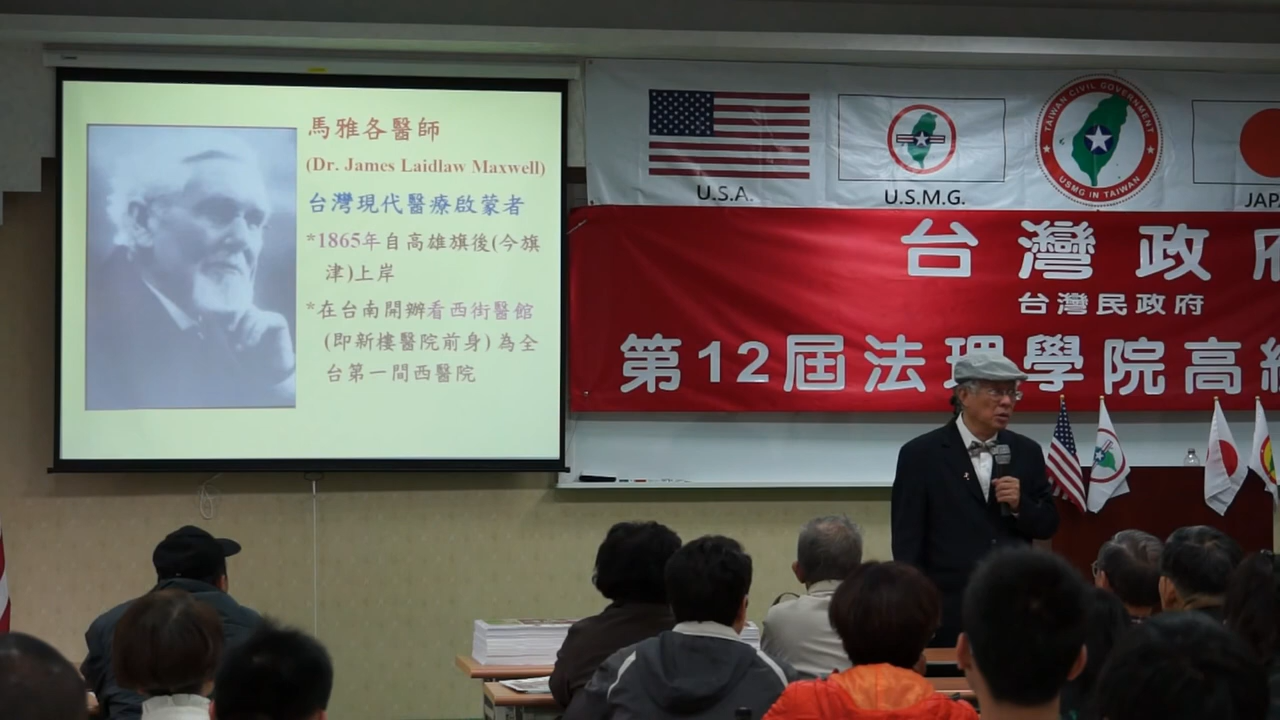 馬雅各醫師
(Dr. James Laidlaw Maxwell)
台灣現代醫療啟蒙者
*1865年自高雄旗後(今旗
津)上岸
*在台南開辦看西街醫館
(即新樓醫院前身) 為全
台第一間西醫院
U.S.A.
U.S.M.G.
TAIWAN CIVIL GOVERNMENT
USMG IN TAIWAN
JAP
台灣政府
台灣民政府
第12屆法理學院高